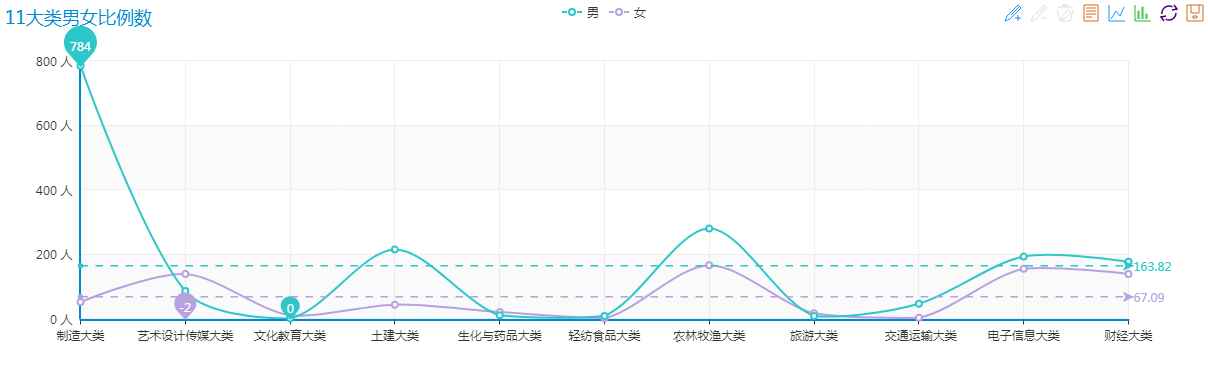 11大类男女比例数
男 女
784
800 人
600 人
400 人
200 人
0 人
163.82
67.09
-2
0
制造大类 艺术设计传媒大类 文化教育大类 土建大类 生化与药品大类 轻纺食品大类 农林牧渔大类 旅游大类 交通运输大类 电子信息大类 财经大类